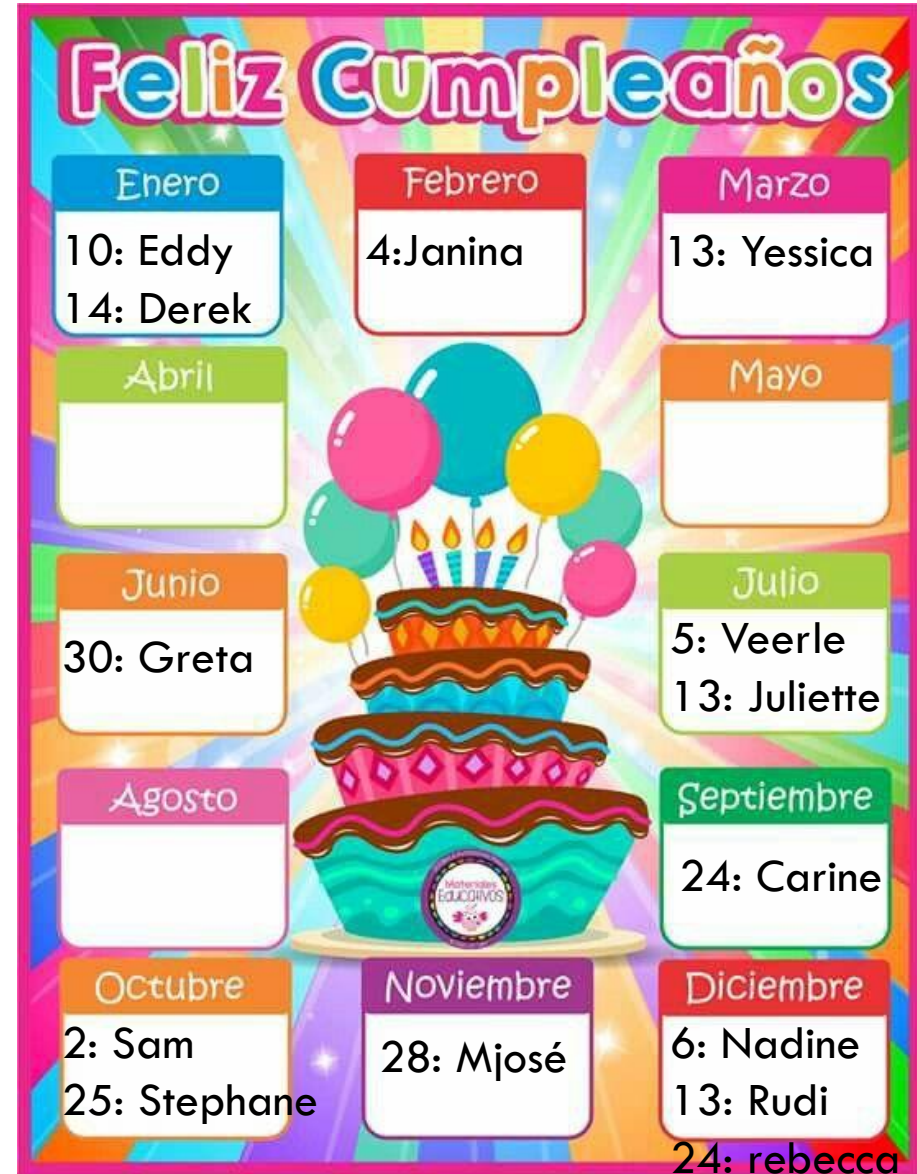 Feliz Cumpleaños
Enero
10: Eddy
14: Derek
Febrero
4:Janina
Marzo
13: Yessica
Abril
Mayo
Junio
30: Greta
Julio
5: Veerle
13: Juliette
Agosto
Septiembre
24: Carine
Materiales
Educativos
Octubre
2: Sam
25: Stephane
Noviembre
28: Mjosé
Diciembre
6: Nadine
13: Rudi
24: rebecca